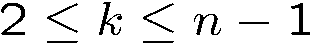 2 ≤ k ≤ n − 1